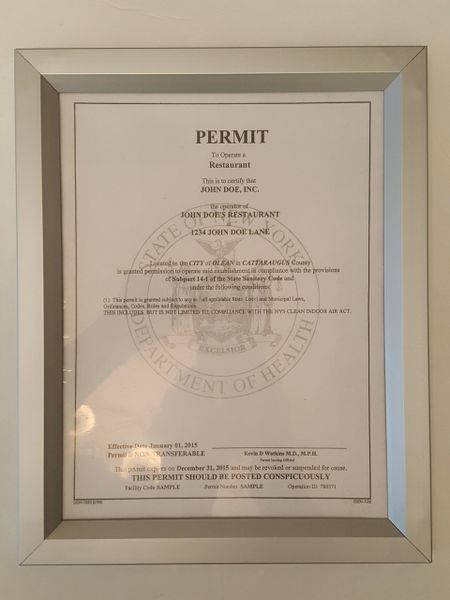 PERMIT
To Operate a
Restaurant
This is to certify that
JOHN DOE, INC.
the operator of
JOHN DOE'S RESTAURANT
at
1234 JOHN DOE LANE
Located in the CITY of OLEAN in CATTARAUGUS County
is granted permission to operate said establishment in compliance with the provisions
of Subpart 14-1 of the State Sanitary Code and
under the following conditions:
(1) This permit is granted subject to any and all applicable State, Local and Municipal Laws,
Ordinances, Codes, Rules and Regulations.
THIS INCLUDES, BUT IS NOT LIMITED TO, COMPLIANCE WITH THE NYS CLEAN INDOOR AIR ACT.
STATE OF NEW YORK
EXCELSIOR
DEPARTMENT OF HEALTH
Effective Date January 01, 2015
Permit is NON-TRANSFERABLE
Kevin D Watkins M.D., M.P.H.
Permit Issuing Official
This permit expires on December 31, 2015 and may be revoked or suspended for cause.
THIS PERMIT SHOULD BE POSTED CONSPICUOUSLY
Facility Code SAMPLE Permit Number SAMPLE Operation ID: